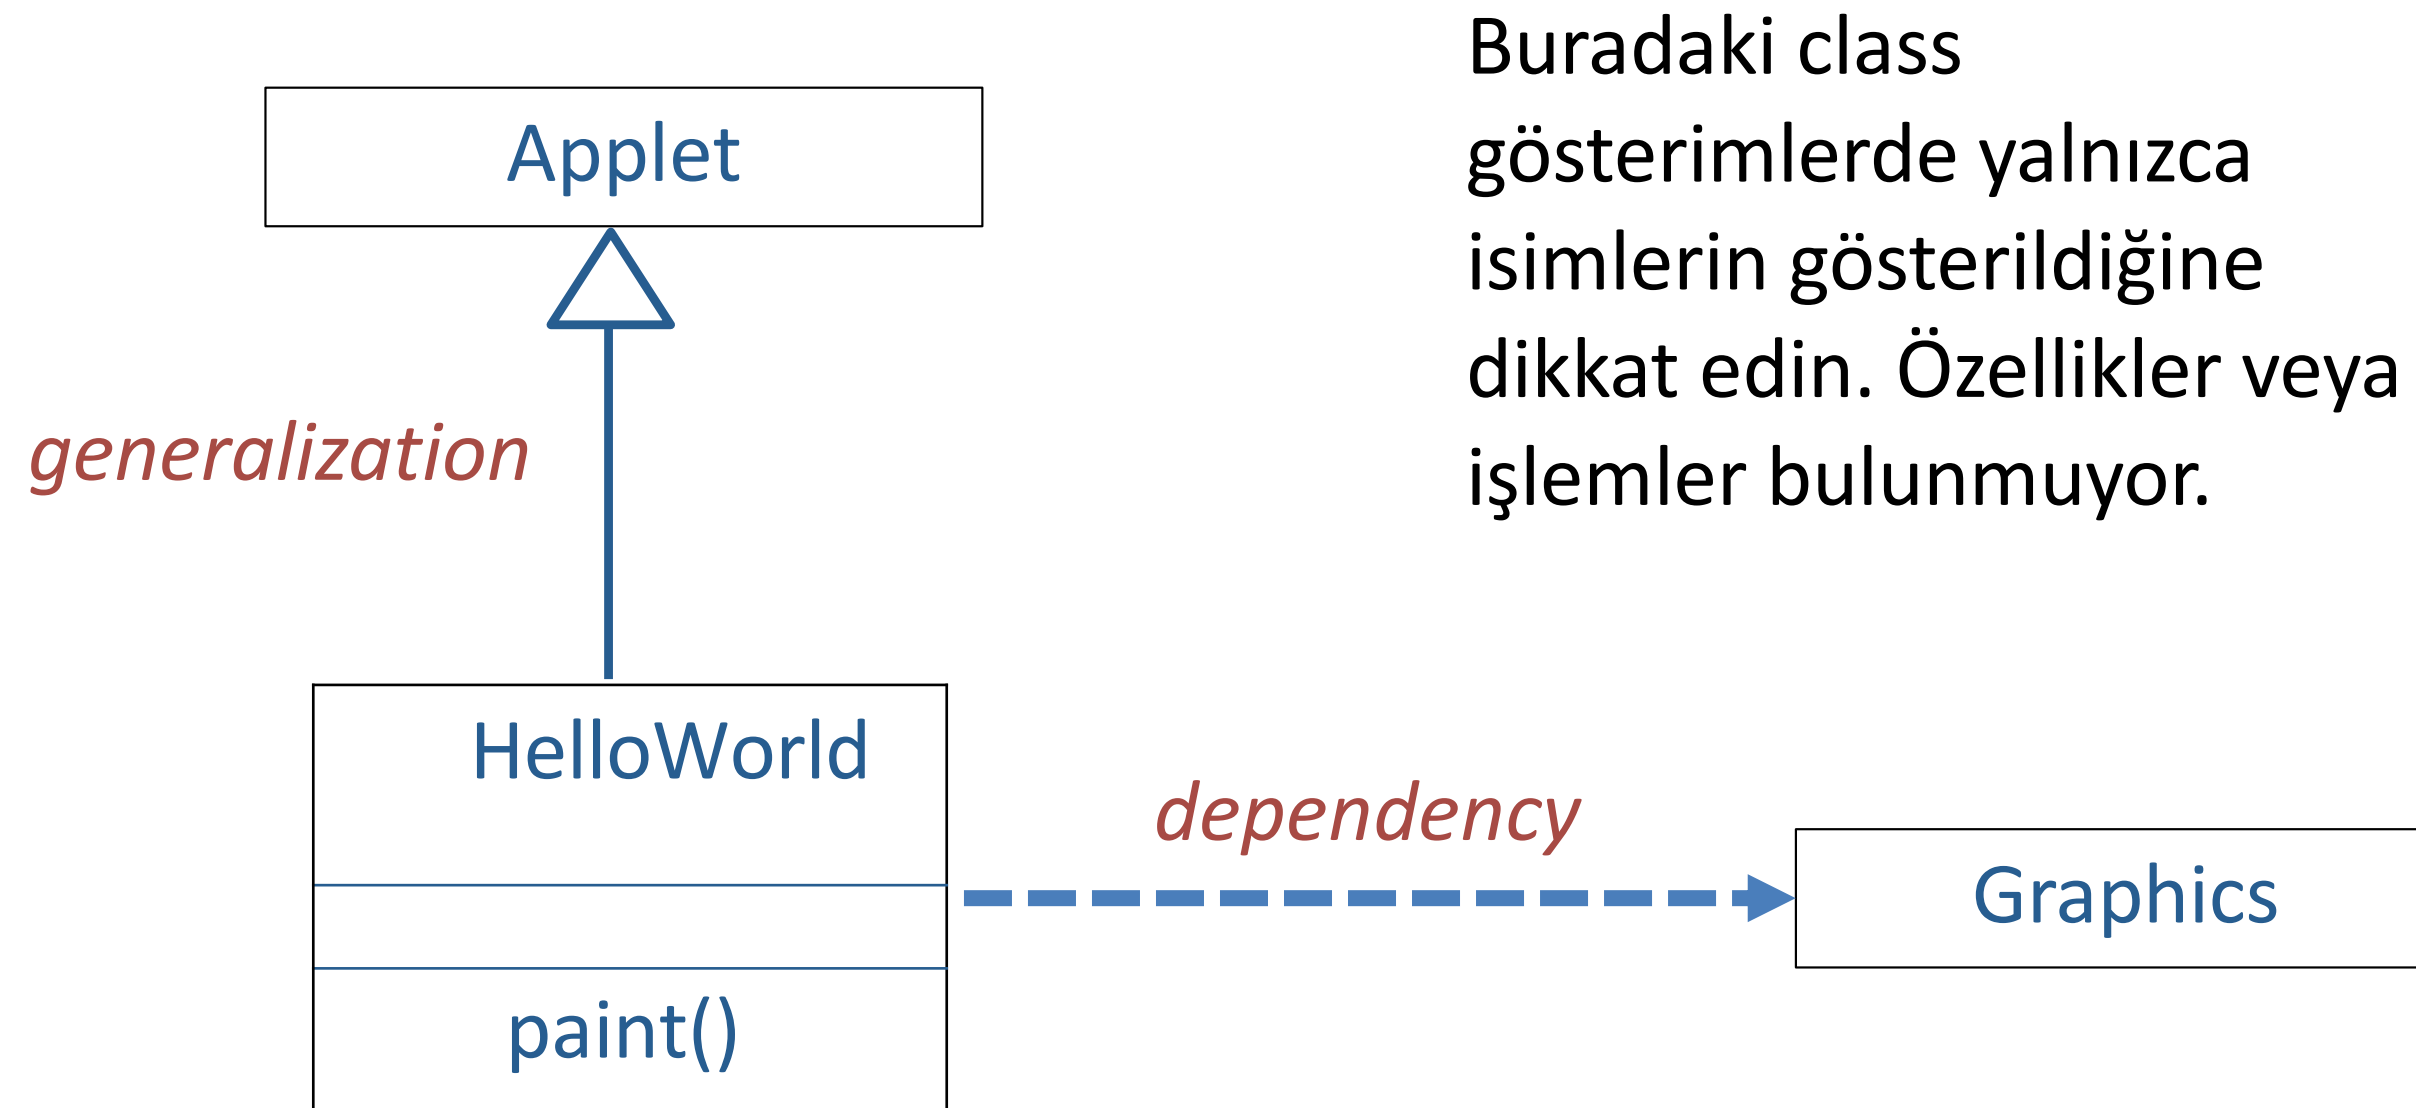 Applet
generalization
HelloWorld
paint()
dependency
Graphics
Buradaki class
gösterimlerde yalnızca
isimlerin gösterildiğine
dikkat edin. Özellikler veya
işlemler bulunmuyor.